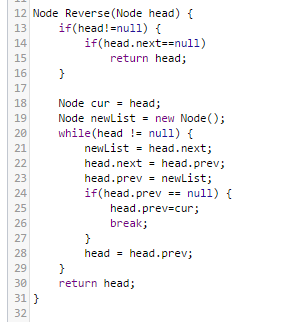 11
12 Node Reverse(Node head) {
13     if(head!=null) {
14         if(head.next==null)
15             return head;
16     }
17
18     Node cur = head;
19     Node newList = new Node();
20     while(head != null) {
21         newList = head.next;
22         head.next = head.prev;
23         head.prev = newList;
24         if(head.prev == null) {
25             head.prev=cur;
26             break;
27         }
28         head = head.prev;
29     }
30     return head;
31 }
32